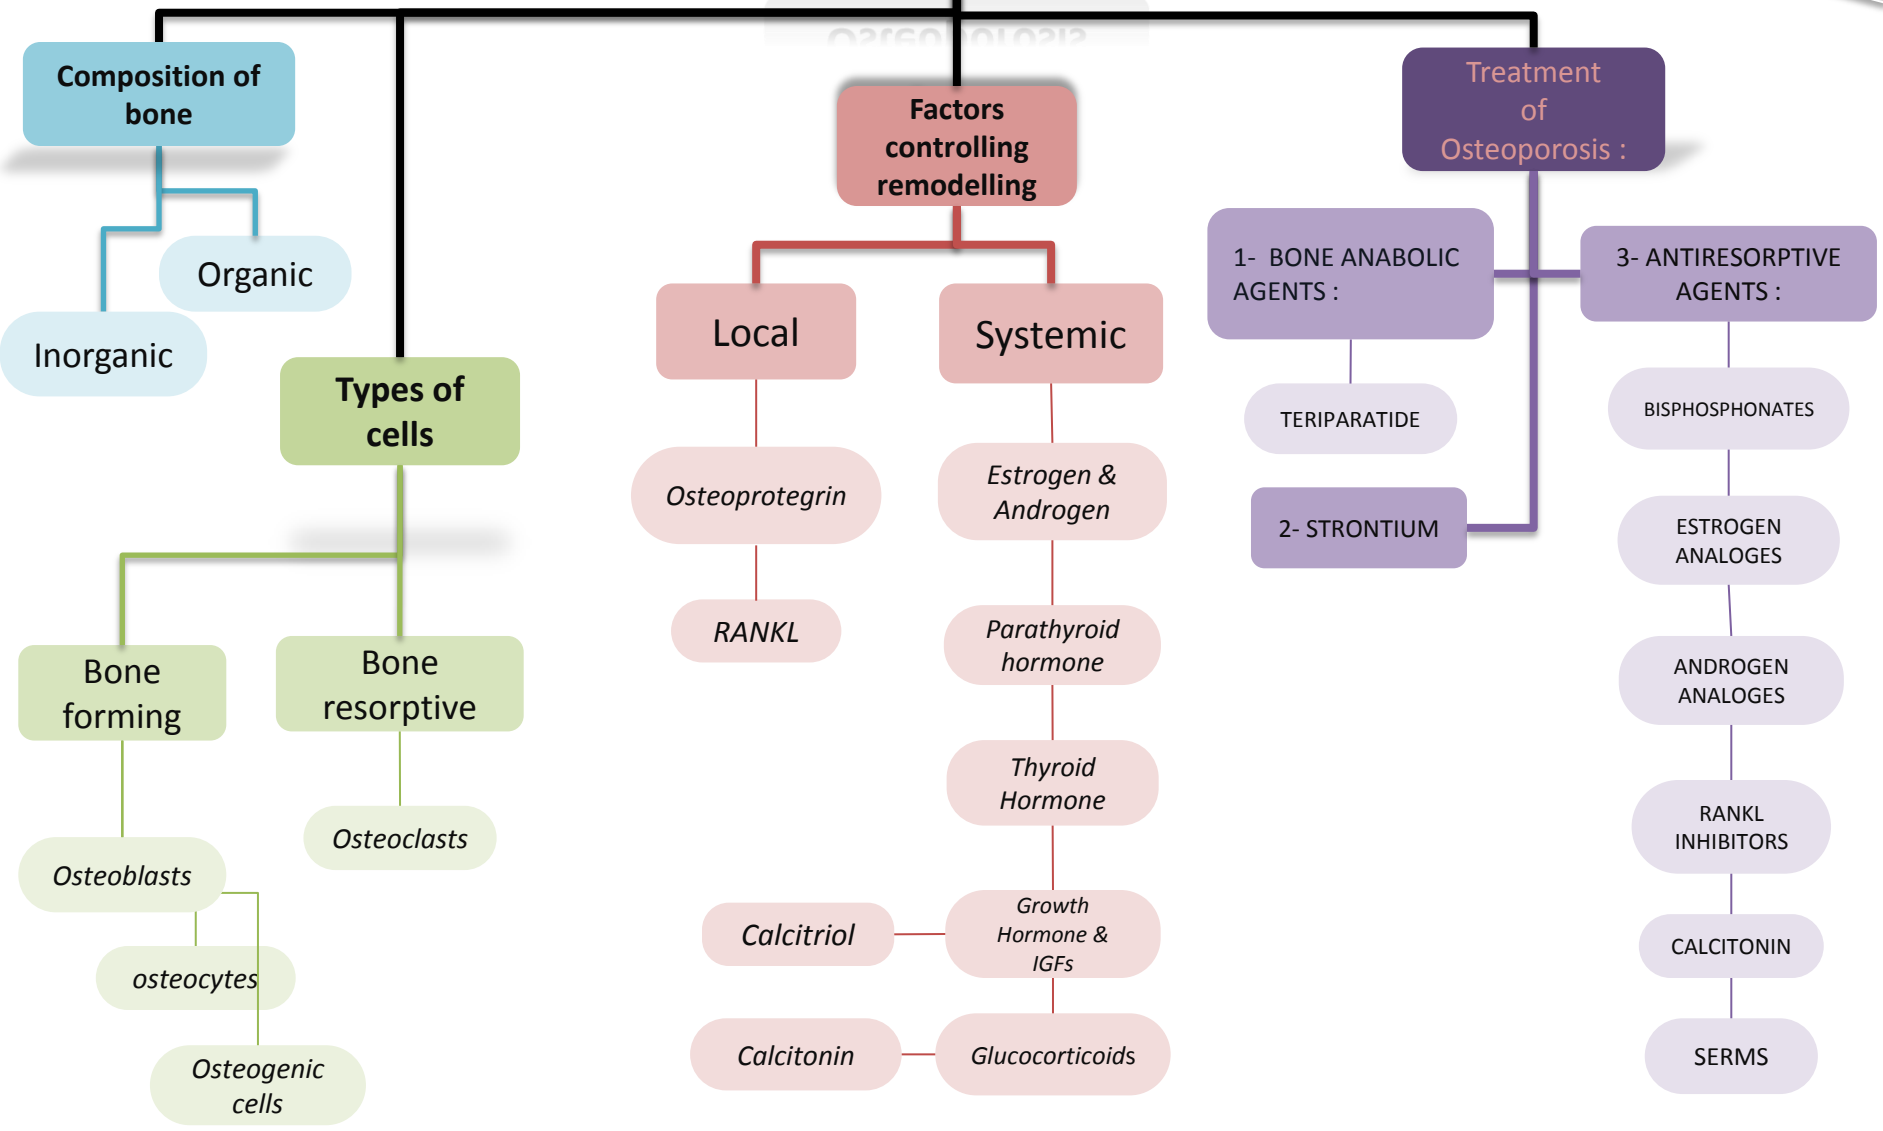 Osteoporosis
Composition of
bone
Organic
Inorganic
Types of
cells
Bone
forming
Osteoblasts
osteocytes
Osteogenic
cells
Bone
resorptive
Osteoclasts
Factors
controlling
remodelling
Local
Osteoprotegrin
RANKL
Systemic
Estrogen &
Androgen
Parathyroid
hormone
Thyroid
Hormone
Growth
Hormone &
IGFs
Calcitriol
Glucocorticoids
Calcitonin
Treatment
of
Osteoporosis :
1- BONE ANABOLIC
AGENTS :
TERIPARATIDE
2- STRONTIUM
3- ANTIRESORPTIVE
AGENTS :
BISPHOSPHONATES
ESTROGEN
ANALOGES
ANDROGEN
ANALOGES
RANKL
INHIBITORS
CALCITONIN
SERMS